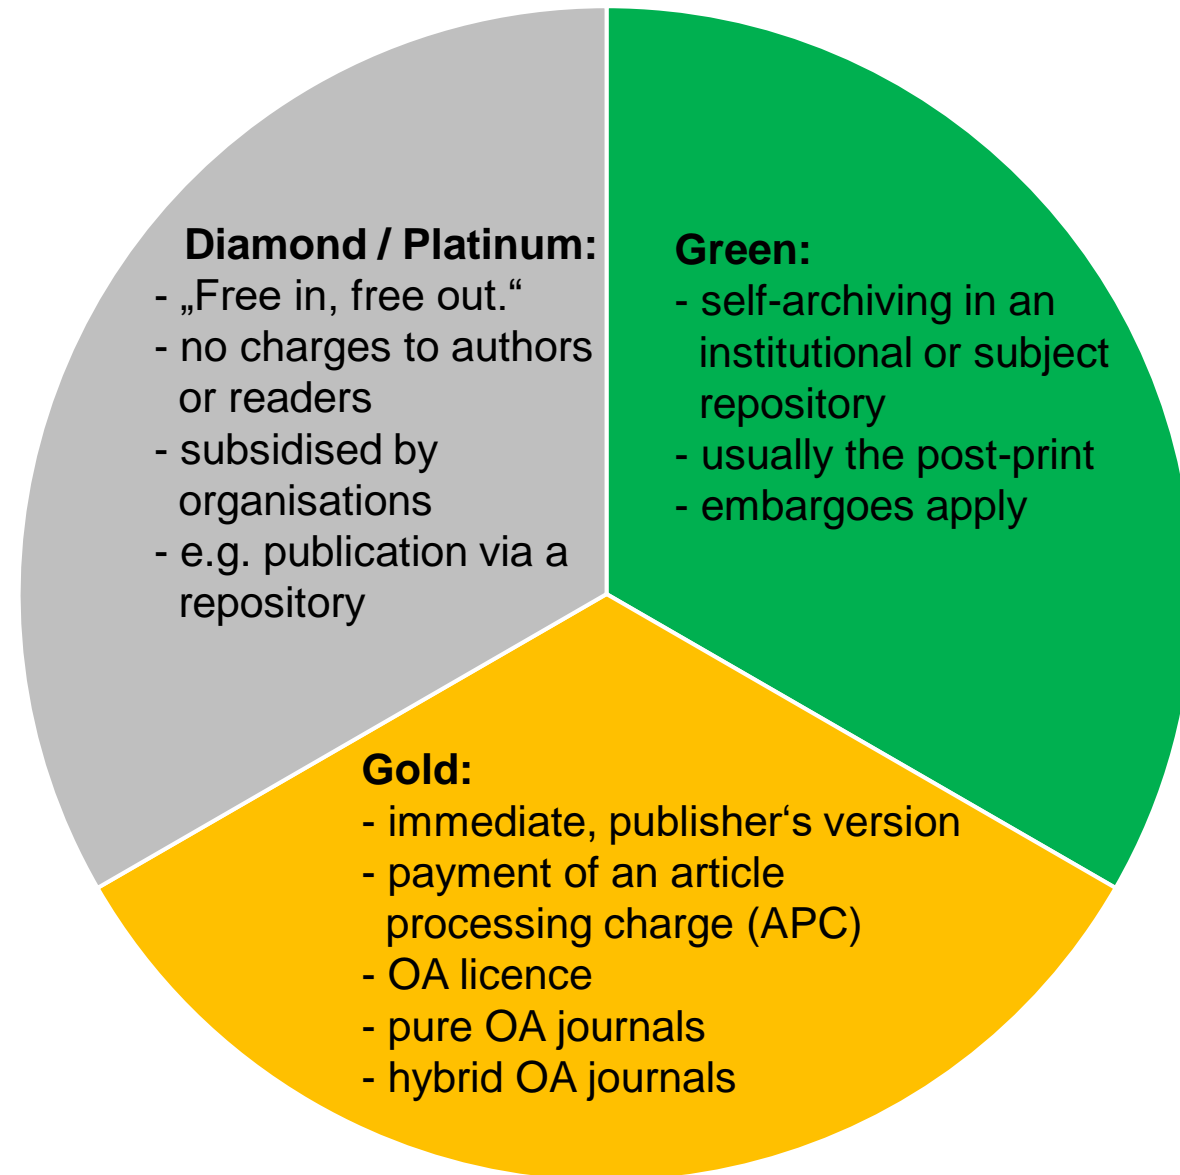 Diamond / Platinum:
- „Free in, free out.“
- no charges to authors
or readers
- subsidised by
organisations
- e.g. publication via a
repository
Green:
- self-archiving in an
institutional or subject
repository
- usually the post-print
- embargoes apply
Gold:
- immediate, publisher‘s version
- payment of an article
processing charge (APC)
- OA licence
- pure OA journals
- hybrid OA journals